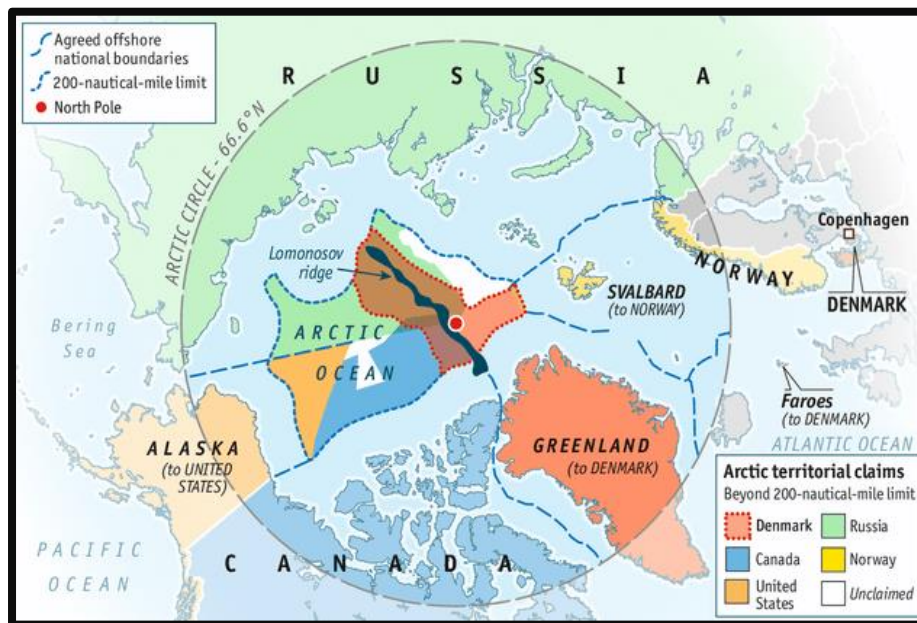 Agreed offshore
national boundaries
200-nautical-mile limit
North Pole
RUSSIA
ARCTIC CIRCLE - 66.6°N
Copenhagen
Lomonosov
ridge
NORWAY
DENMARK
SVALBARD
(to NORWAY)
Bering
Sea
ARCTIC
OCEAN
Faroes
(to DENMARK)
ATLANTIC OCEAN
ALASKA
(to UNITED
STATES)
GREENLAND
(to DENMARK)
PACIFIC
OCEAN
CANADA
Arctic territorial claims
Beyond 200-nautical-mile limit
Denmark
Russia
Canada
Norway
United
States
Unclaimed